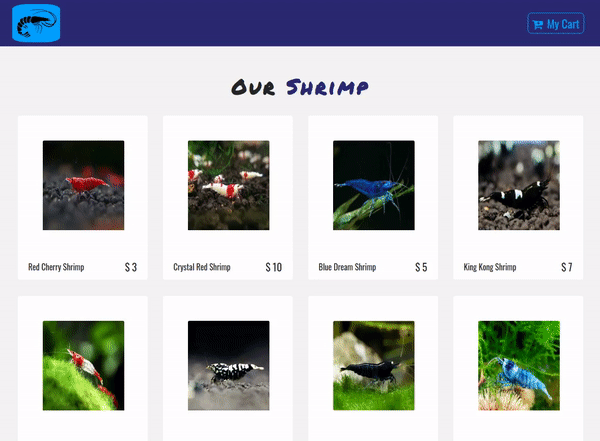 My Cart
Our Shrimp
Red Cherry Shrimp $ 3
Crystal Red Shrimp $ 10
Blue Dream Shrimp $ 5
King Kong Shrimp $ 7